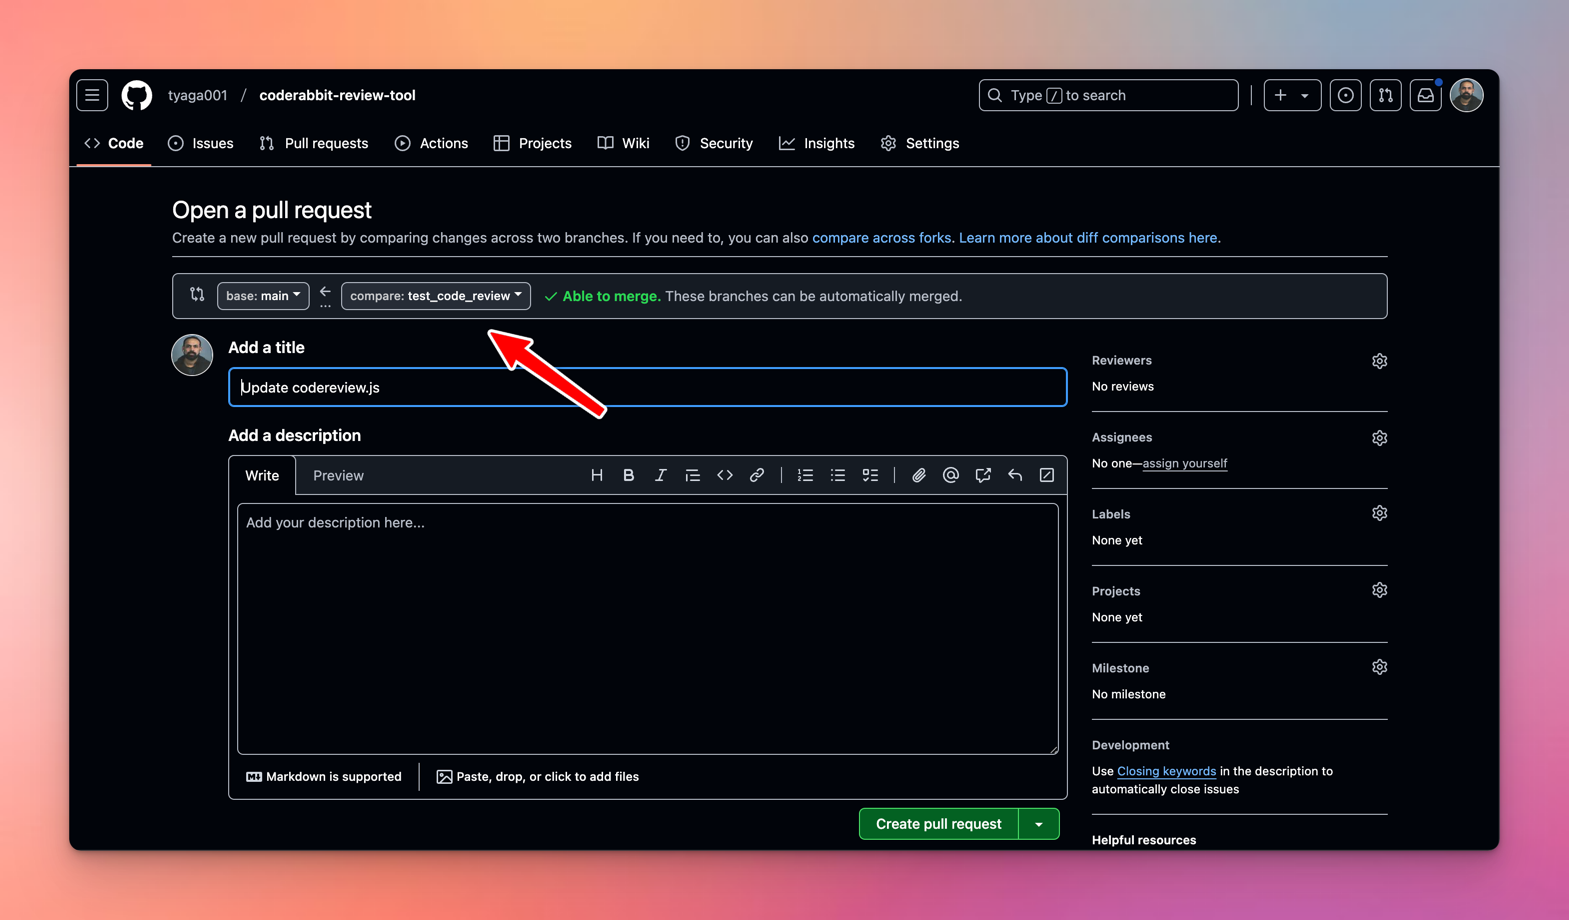 tyaga001 / coderabbit-review-tool
Type / to search
Code Issues Pull requests Actions Projects Wiki Security Insights Settings
Open a pull request
Create a new pull request by comparing changes across two branches. If you need to, you can also compare across forks. Learn more about diff comparisons here.
base: main ... compare: test_code_review Able to merge. These branches can be automatically merged.
Add a title
Update codereview.js
Add a description
Write Preview
Add your description here...
Markdown is supported
Paste, drop, or click to add files
Create pull request
Reviewers
No reviews
Assignees
No one—assign yourself
Labels
None yet
Projects
None yet
Milestone
No milestone
Development
Use Closing keywords in the description to
automatically close issues
Helpful resources